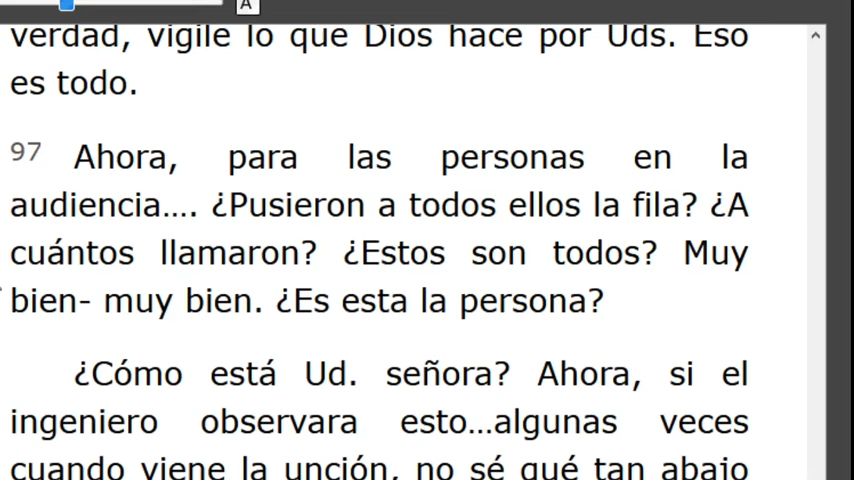 A
verdad, vigile lo que Dios hace por Uds. Eso
es todo.
97 Ahora, para las personas en la
audiencia.... ¿Pusieron a todos ellos la fila? ¿A
cuántos llamaron? ¿Estos son todos? Muy
bien- muy bien. ¿Es esta la persona?
¿Cómo está Ud. señora? Ahora, si el
ingeniero observara esto...algunas veces
cuando viene la unción, no sé qué tan abajo